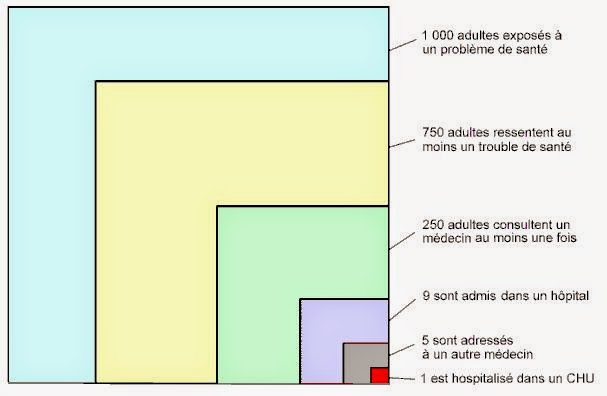 1 000 adultes exposés à
un problème de santé
750 adultes ressentent au
moins un trouble de santé
250 adultes consultent un
médecin au moins une fois
9 sont admis dans un hôpital
5 sont adressés
à un autre médecin
1 est hospitalisé dans un CHU